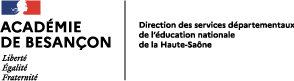 ACADÉMIE
DE BESANÇON
Liberté
Égalité
Fraternité
Direction des services départementaux
de l'éducation nationale
de la Haute-Saône